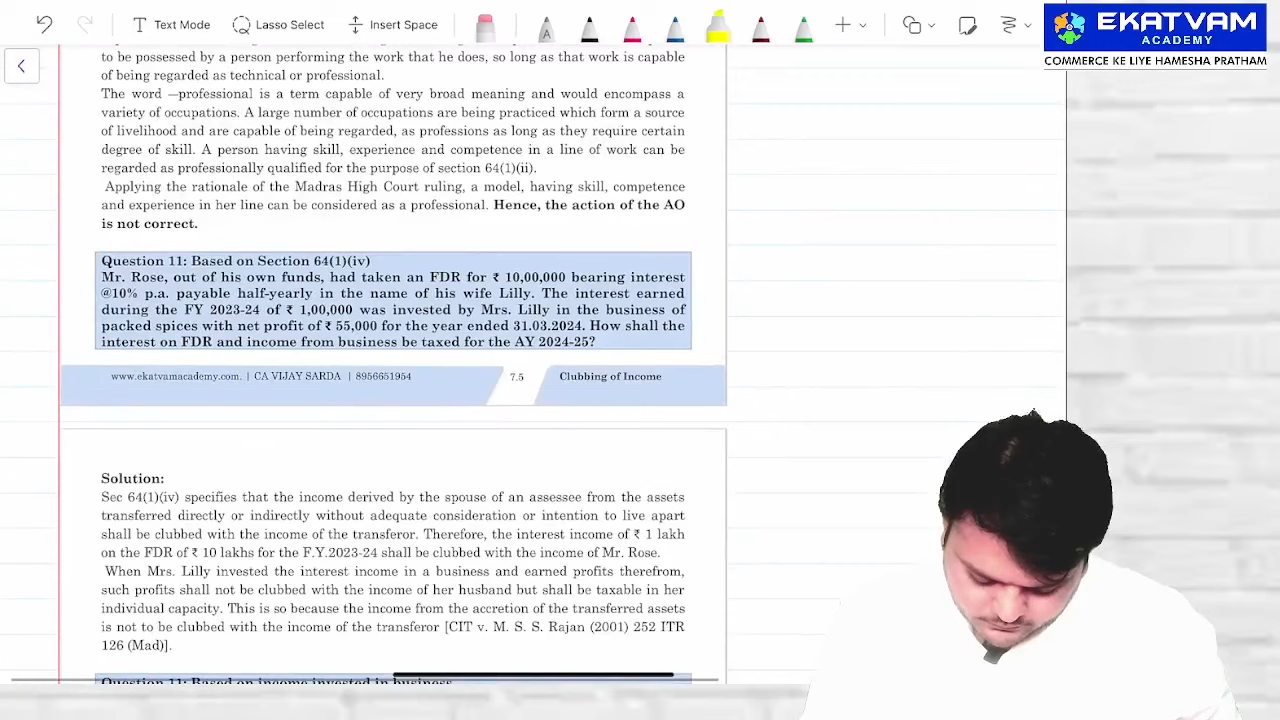 Text Mode
Lasso Select
Insert Space
A
EKATVAM
ACADEMY
COMMERCE KE LIYE HAMESHA PRATHAM
to be possessed by a person performing the work that he does, so long as that work is capable
of being regarded as technical or professional.
The word –professional is a term capable of very broad meaning and would encompass a
variety of occupations. A large number of occupations are being practiced which form a source
of livelihood and are capable of being regarded, as professions as long as they require certain
degree of skill. A person having skill, experience and competence in a line of work can be
regarded as professionally qualified for the purpose of section 64(1)(ii).
Applying the rationale of the Madras High Court ruling, a model, having skill, competence
and experience in her line can be considered as a professional. Hence, the action of the AO
is not correct.
Question 11: Based on Section 64(1)(iv)
Mr. Rose, out of his own funds, had taken an FDR for ₹ 10,00,000 bearing interest
@10% p.a. payable half-yearly in the name of his wife Lilly. The interest earned
during the FY 2023-24 of ₹ 1,00,000 was invested by Mrs. Lilly in the business of
packed spices with net profit of ₹ 55,000 for the year ended 31.03.2024. How shall the
interest on FDR and income from business be taxed for the AY 2024-25?
www.ekatvamacademy.com. | CA VIJAY SARDA | 8956651954
7.5
Clubbing of Income
Solution:
Sec 64(1)(iv) specifies that the income derived by the spouse of an assessee from the assets
transferred directly or indirectly without adequate consideration or intention to live apart
shall be clubbed with the income of the transferor. Therefore, the interest income of ₹ 1 lakh
on the FDR of ₹ 10 lakhs for the F.Y.2023-24 shall be clubbed with the income of Mr. Rose.
When Mrs. Lilly invested the interest income in a business and earned profits therefrom,
such profits shall not be clubbed with the income of her husband but shall be taxable in her
individual capacity. This is so because the income from the accretion of the transferred assets
is not to be clubbed with the income of the transferor [CIT v. M. S. S. Rajan (2001) 252 ITR
126 (Mad)].
Question 11: Based on income invested in business